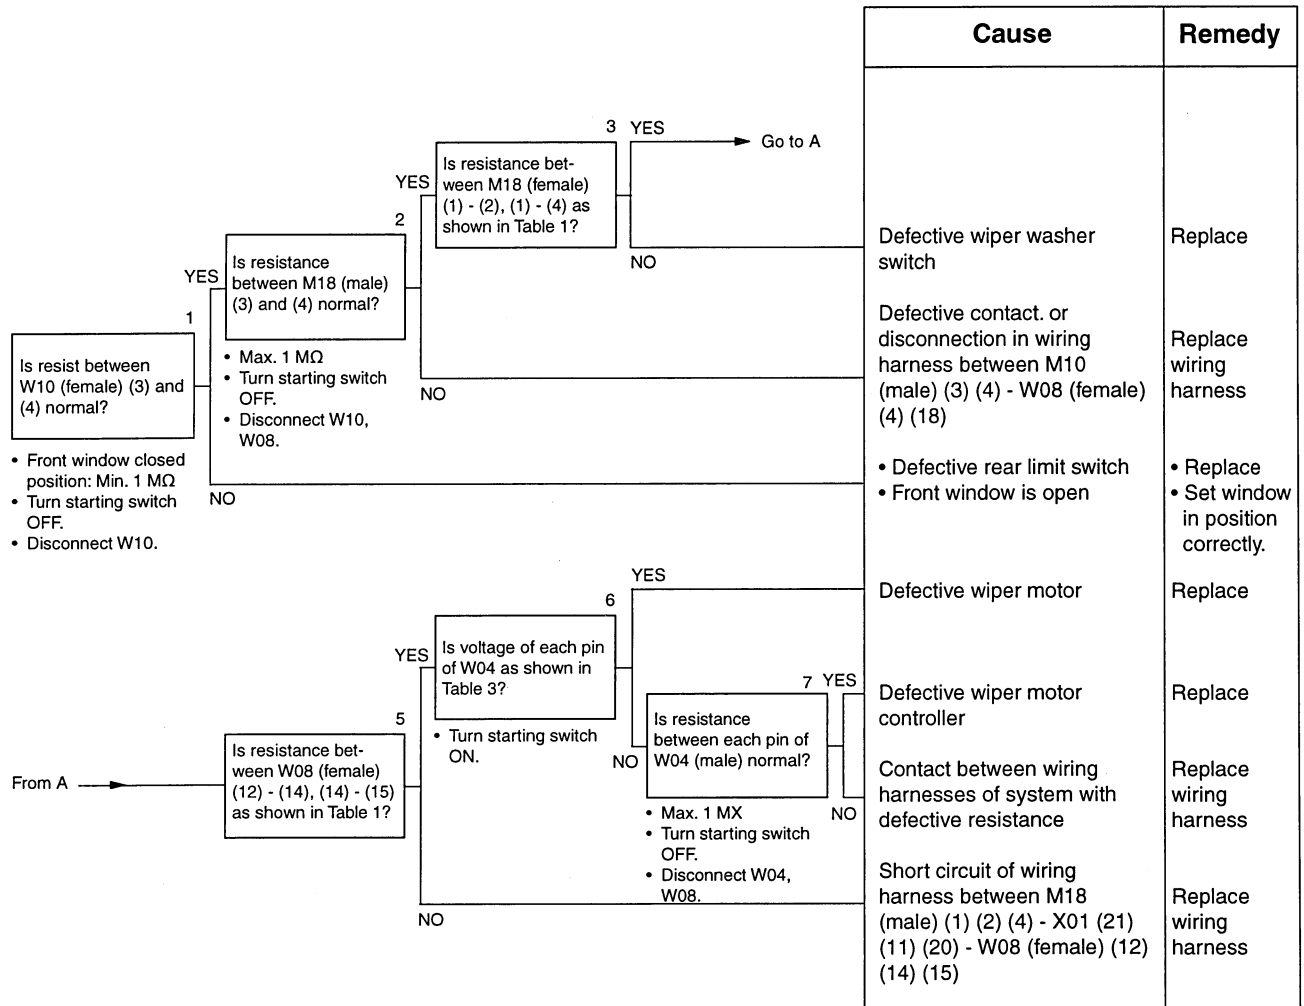 Cause
Remedy
3 YES
Go to A
Is resistance bet-
ween M18 (female)
(1) - (2), (1) - (4) as
shown in Table 1?
YES
NO
Defective wiper washer
switch
Replace
2
Is resistance
between M18 (male)
(3) and (4) normal?
YES
• Max. 1 MΩ
• Turn starting switch
OFF.
• Disconnect W10,
W08.
NO
Defective contact. or
disconnection in wiring
harness between M10
(male) (3) (4) - W08 (female)
(4) (18)
Replace
wiring
harness
1
Is resist between
W10 (female) (3) and
(4) normal?
• Front window closed
position: Min. 1 MΩ
• Turn starting switch
OFF.
• Disconnect W10.
NO
• Defective rear limit switch
• Front window is open
• Replace
• Set window
in position
correctly.
YES
Defective wiper motor
Replace
6
Is voltage of each pin
of W04 as shown in
Table 3?
YES
• Turn starting switch
ON.
NO
7 YES
Is resistance
between each pin of
W04 (male) normal?
Defective wiper motor
controller
Replace
• Max. 1 MX
• Turn starting switch
OFF.
• Disconnect W04,
W08.
NO
Contact between wiring
harnesses of system with
defective resistance
Replace
wiring
harness
From A
5
Is resistance bet-
ween W08 (female)
(12) - (14), (14) - (15)
as shown in Table 1?
NO
Short circuit of wiring
harness between M18
(male) (1) (2) (4) - X01 (21)
(11) (20) - W08 (female) (12)
(14) (15)
Replace
wiring
harness